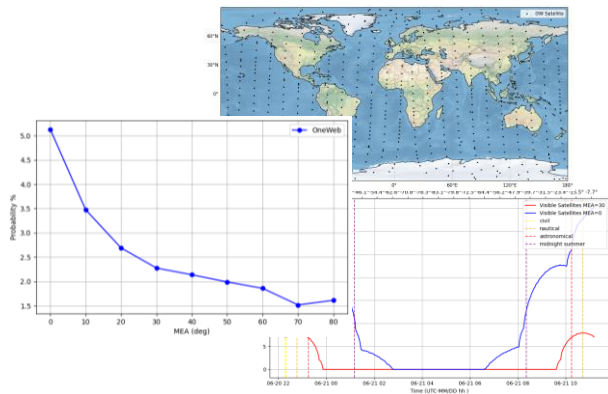 OW Satellite
60°N
30°N
0°
0°
60°E
120°E
180°
OneWeb
5.0
4.5
4.0
3.5
3.0
2.5
2.0
1.5
Probability %
0
10
20
30
40
50
60
70
80
MEA (deg)
Visible Satellites MEA=30
Visible Satellites MEA=0
civil
nautical
astronomical
midnight summer
5
0
06-20 22
06-21 00
06-21 02
06-21 04
06-21 06
06-21 08
06-21 10
Time (UTC-MM/DD hh )